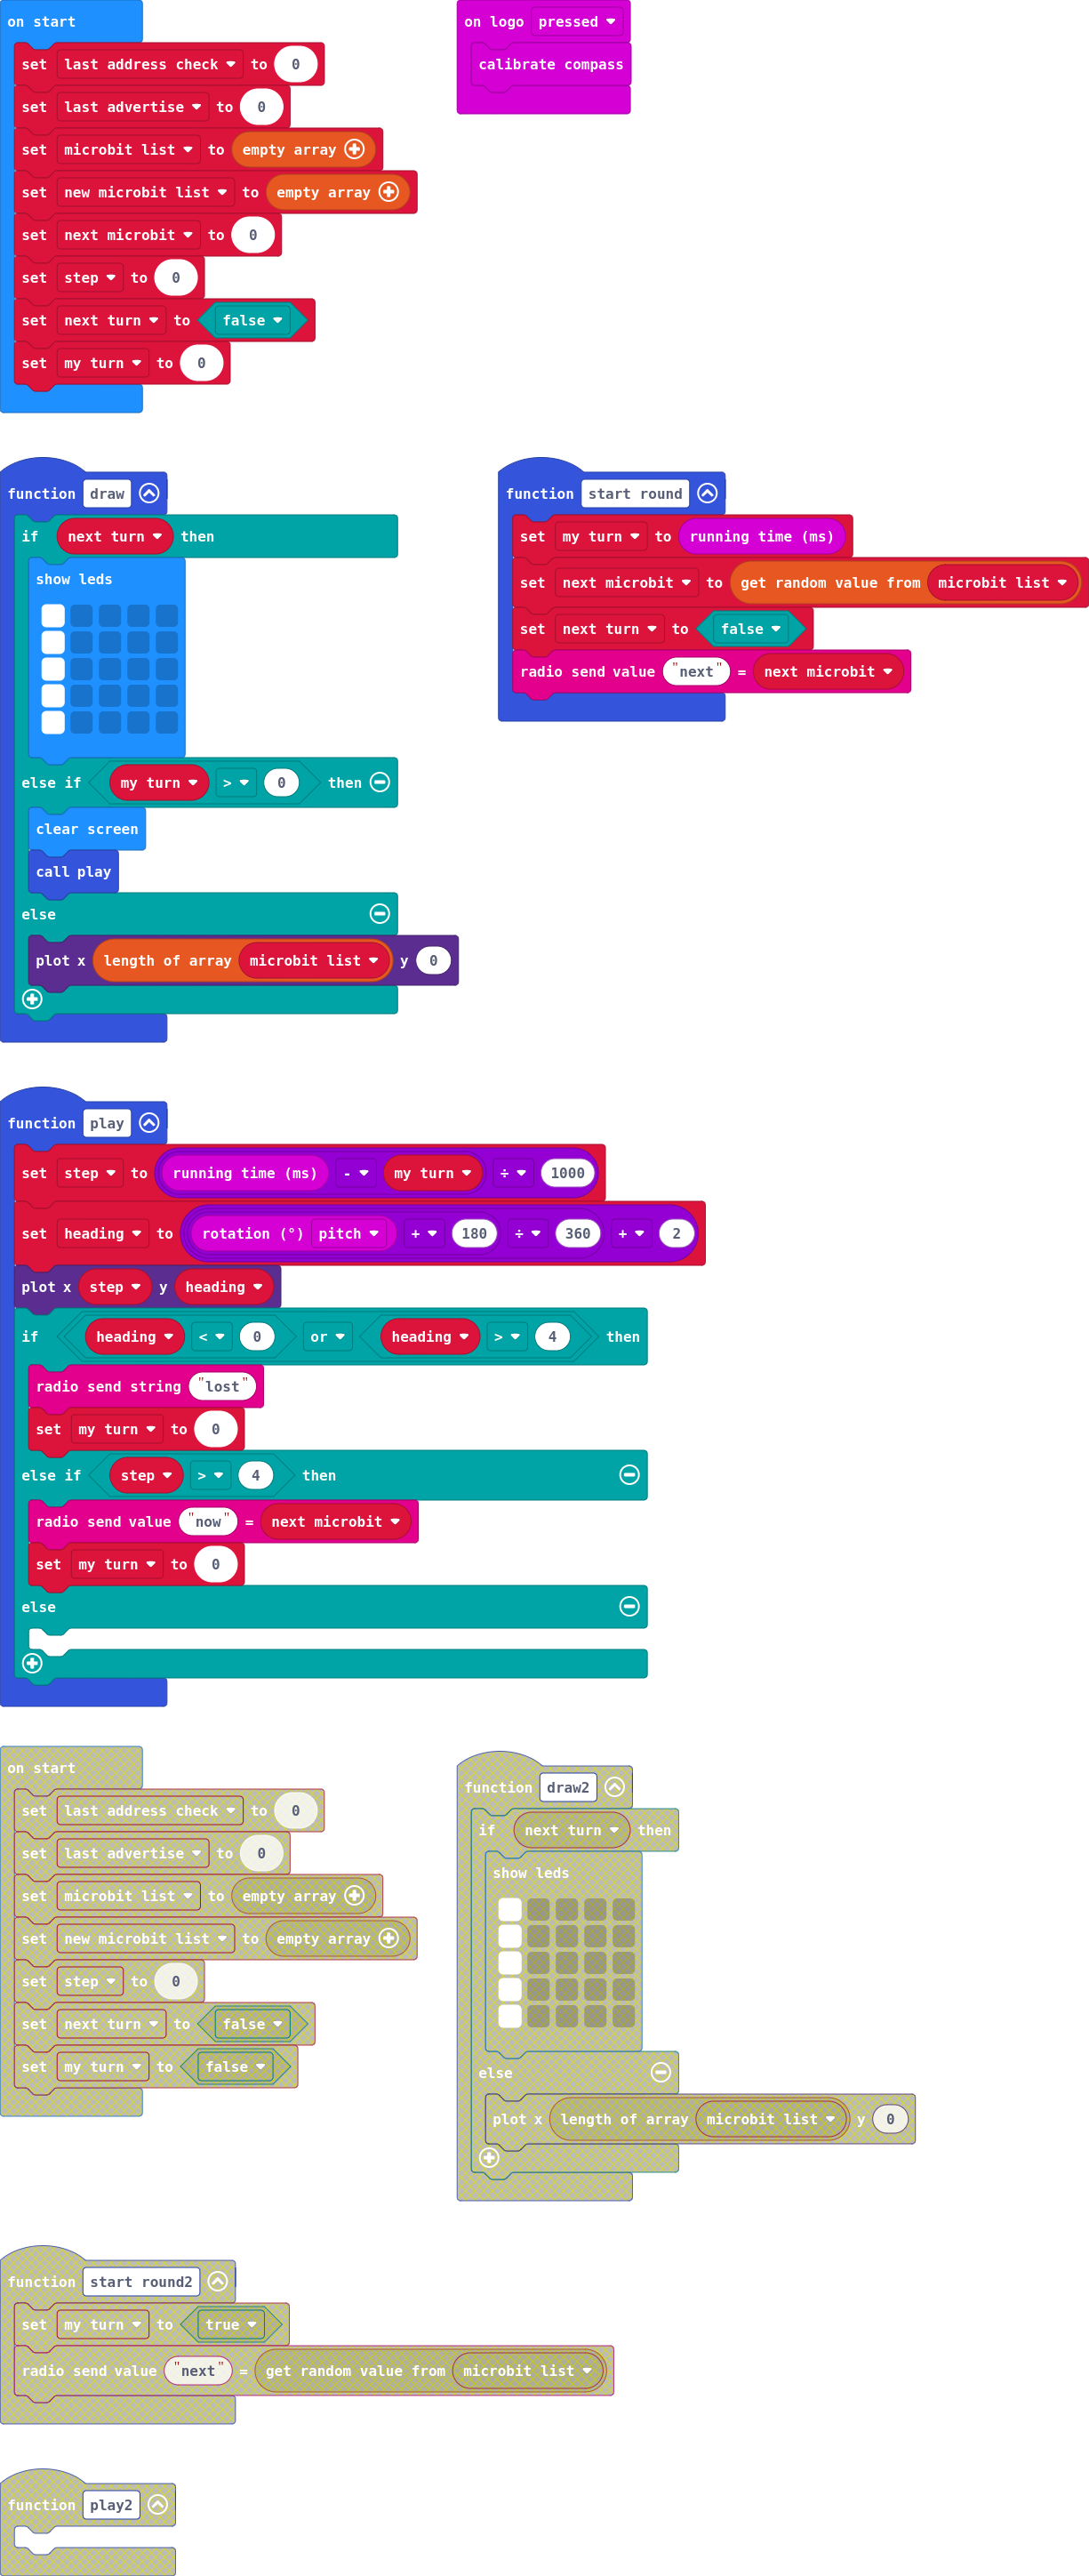 on start
set last address check to 0
set last advertise to 0
set microbit list to empty array
set new microbit list to empty array
set next microbit to 0
set step to 0
set next turn to false
set my turn to 0
on logo pressed
calibrate compass
function draw
if next turn then
show leds
else if my turn > 0 then
clear screen
call play
else
plot x length of array microbit list y 0
function start round
set my turn to running time (ms)
set next microbit to get random value from microbit list
set next turn to false
radio send value "next" = next microbit
function play
set step to running time (ms) - my turn ÷ 1000
set heading to rotation (°) pitch + 180 ÷ 360 + 2
plot x step y heading
if heading < 0 or heading > 4 then
radio send string "lost"
set my turn to 0
else if step > 4 then
radio send value "now" = next microbit
set my turn to 0
else
on start
set last address check to 0
set last advertise to 0
set microbit list to empty array
set new microbit list to empty array
set step to 0
set next turn to false
set my turn to false
function draw2
if next turn then
show leds
else
plot x length of array microbit list y 0
function start round2
set my turn to true
radio send value "next" = get random value from microbit list
function play2